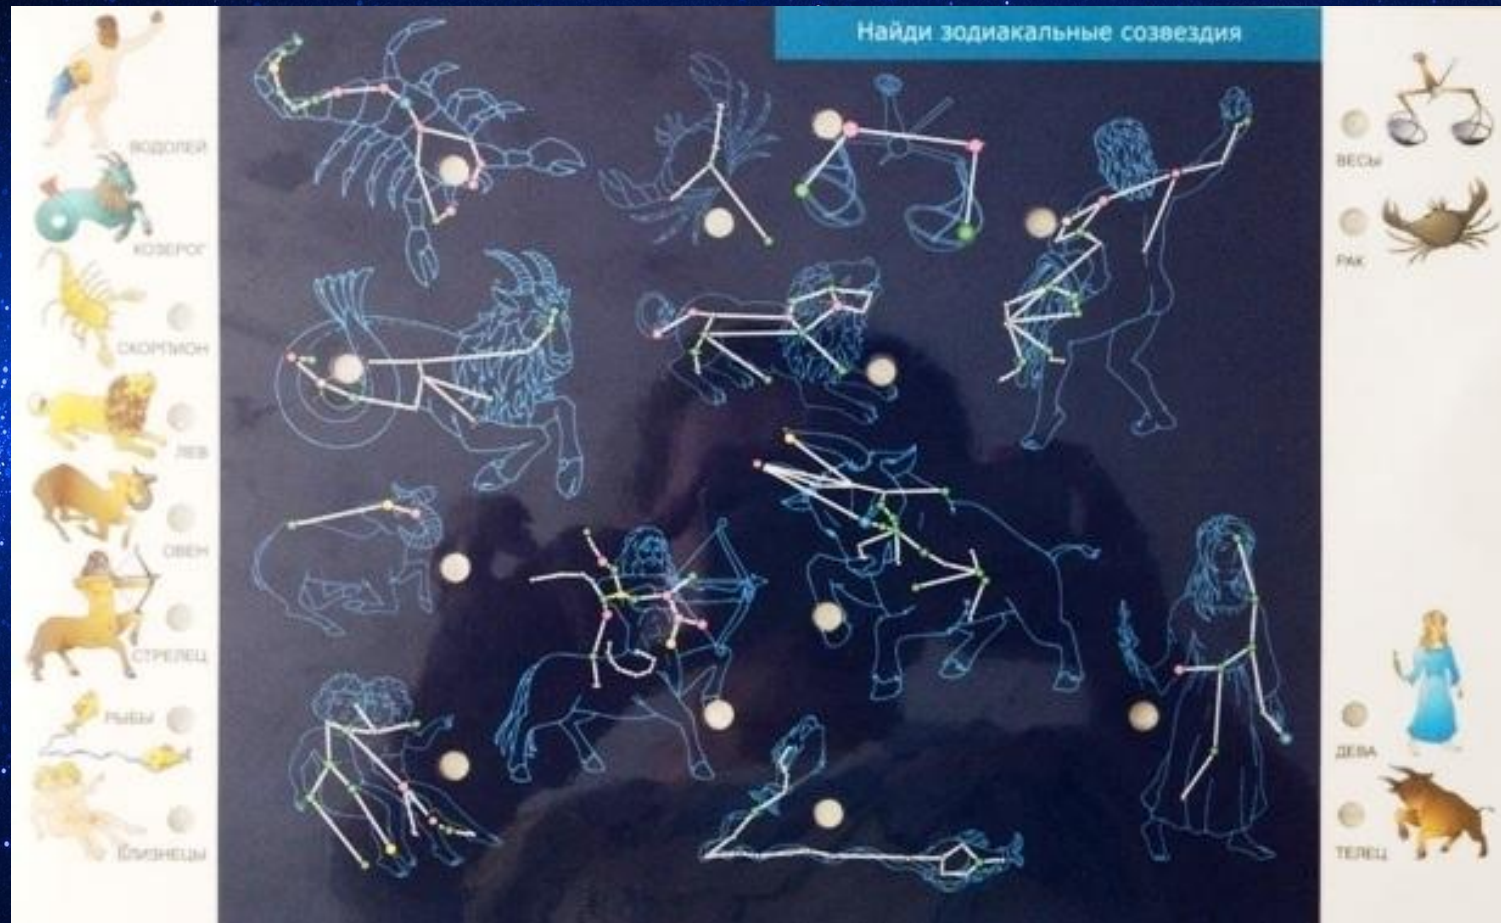 Найди зодиакальные созвездия
ВОДОЛЕЙ
КОЗЕРОГ
СКОРПИОН
ЛЕВ
ОВЕН
СТРЕЛЕЦ
РЫБЫ
БЛИЗНЕЦЫ
ВЕСЫ
РАК
ДЕВА
ТЕЛЕЦ